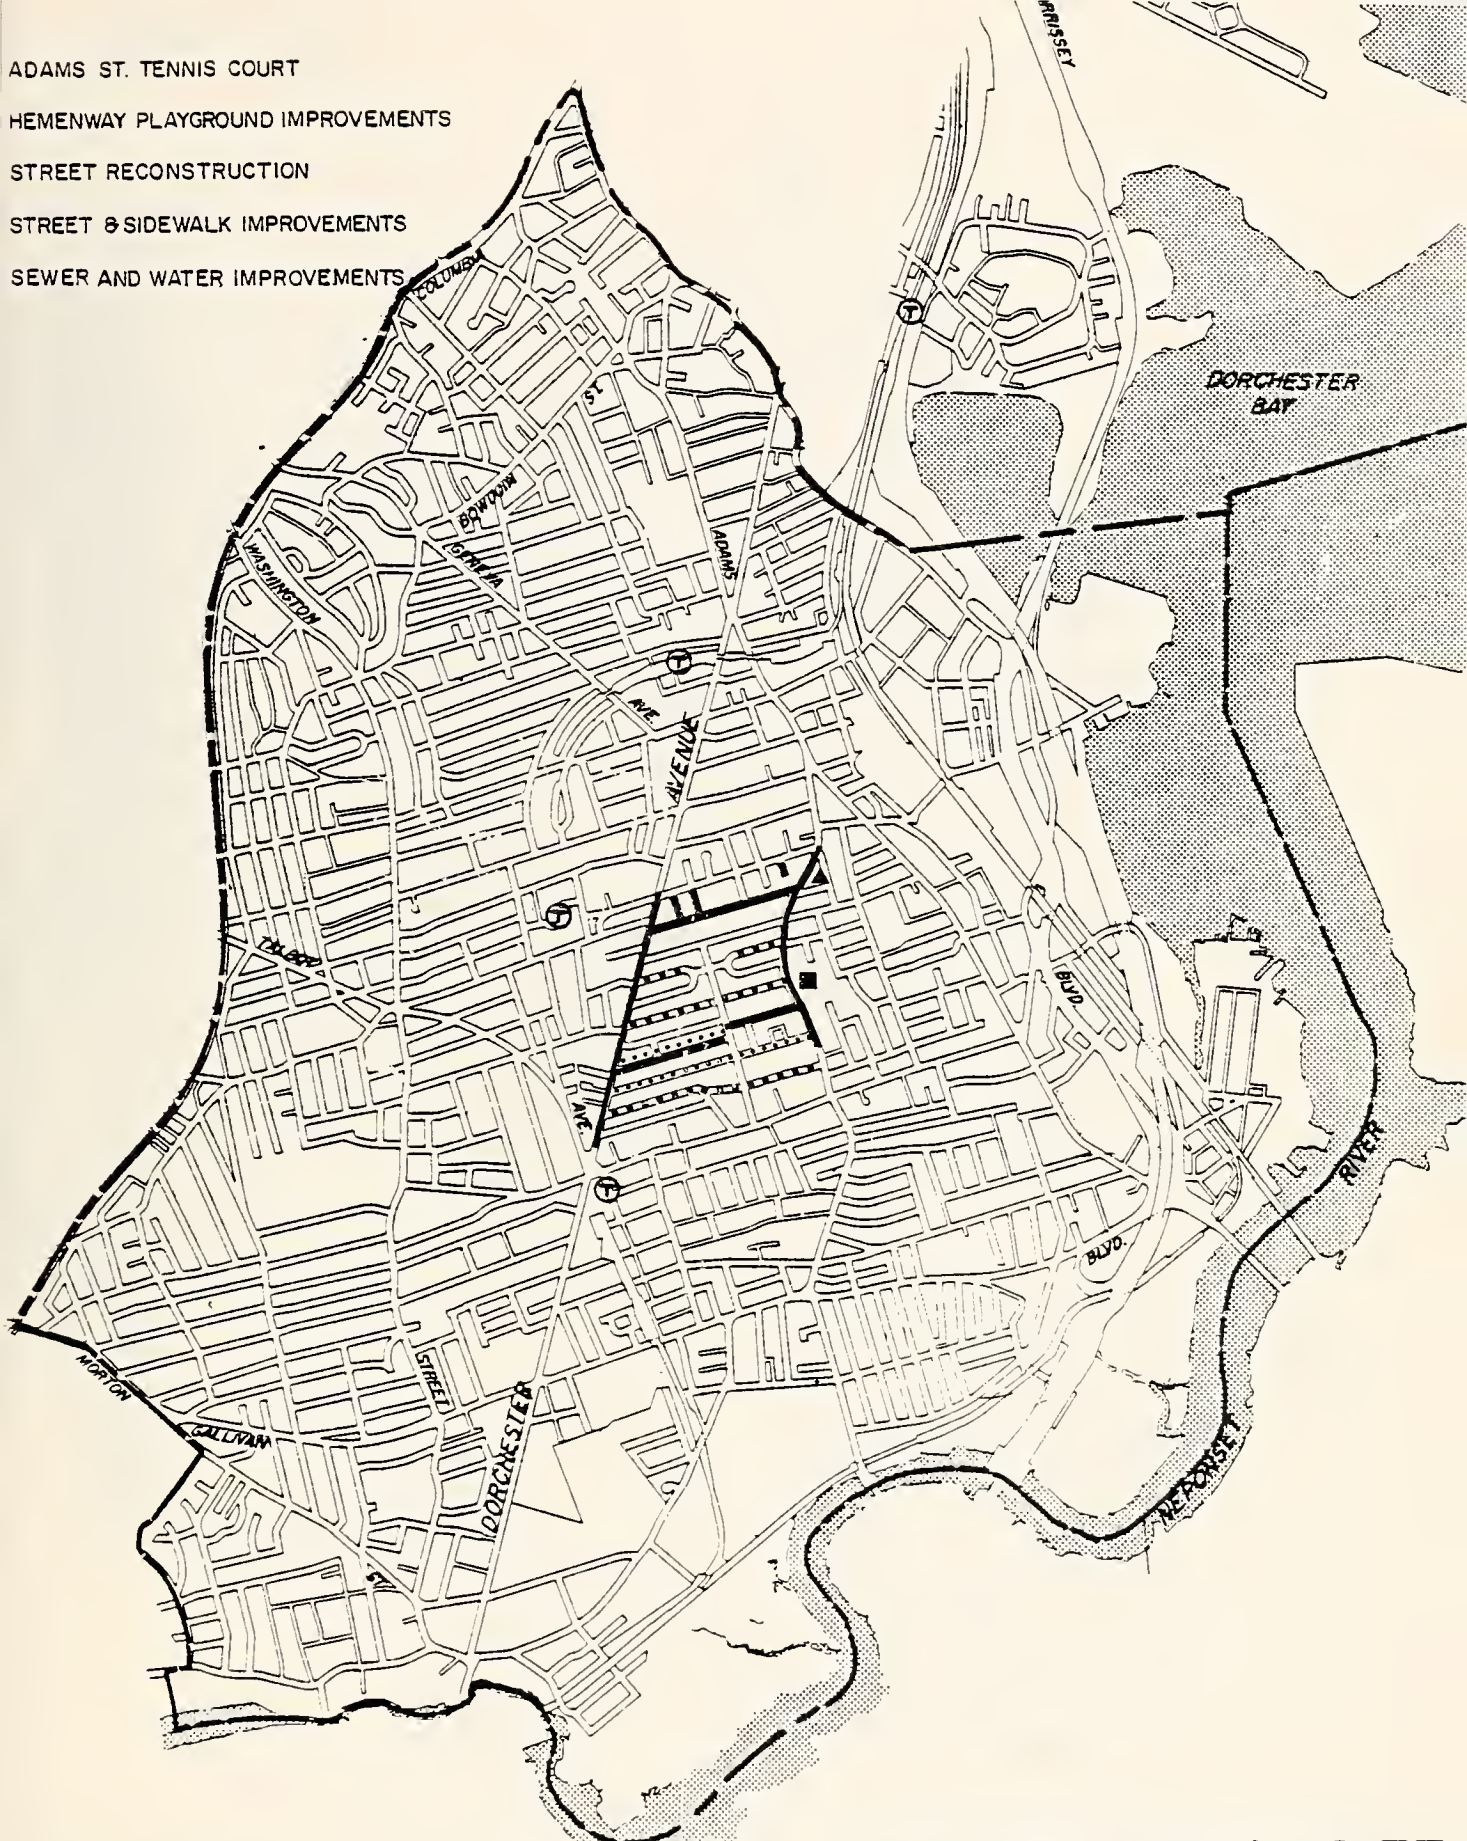 ADAMS ST. TENNIS COURT
HEMENWAY PLAYGROUND IMPROVEMENTS
STREET RECONSTRUCTION
STREET & SIDEWALK IMPROVEMENTS
SEWER AND WATER IMPROVEMENTS
COLUMBIA
ST.
DORCHESTER
BAY
BOWDOIN
GENEVA
ADAMS
WASHINGTON
T
T
AVE.
AVENUE
T
TALBOT
BLVD.
AVE.
T
RIVER
BLVD.
MORTON
STREET
GALLIVAN
DORCHESTER
NEPONSET
ST.